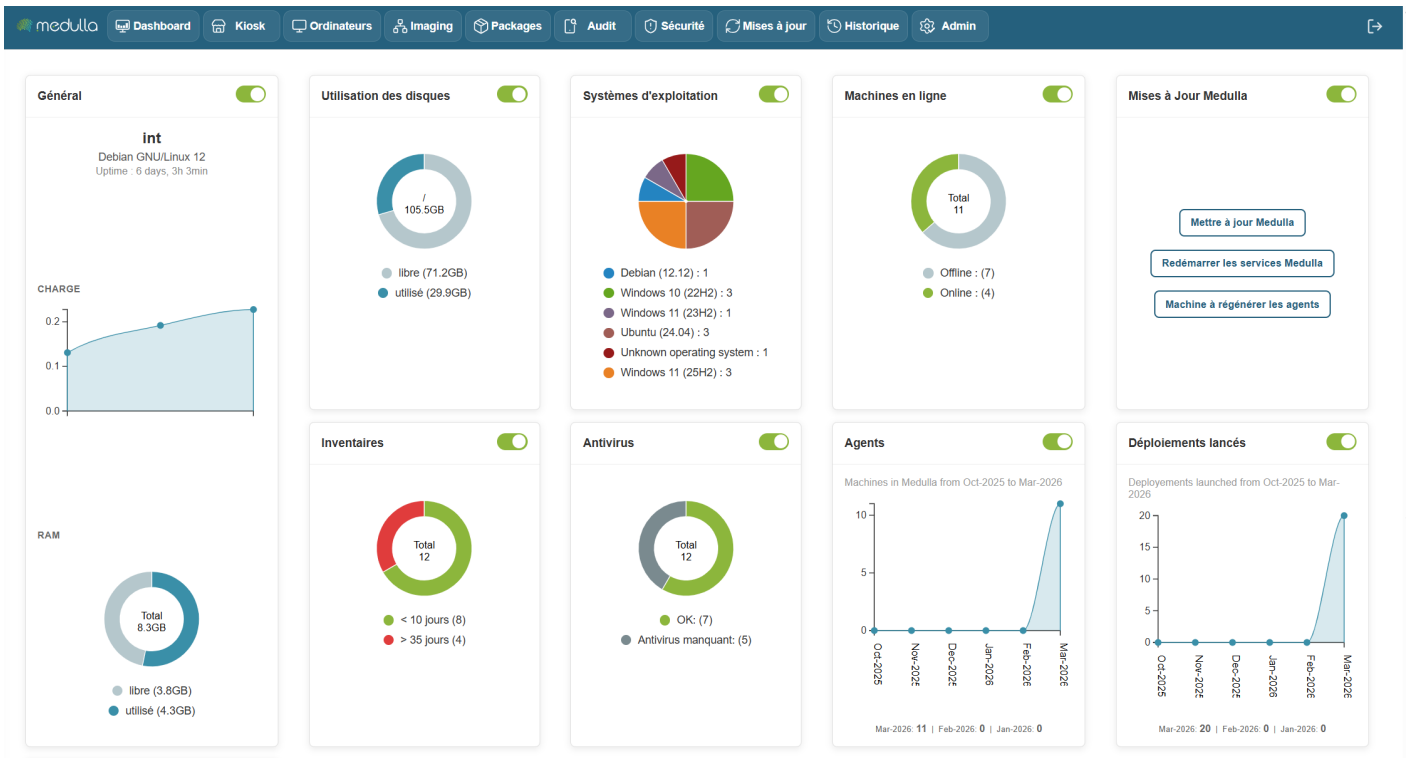 medulla
Dashboard
Kiosk
Ordinateurs
Imaging
Packages
Audit
Sécurité
Mises à jour
Historique
Admin
Général
int
Debian GNU/Linux 12
Uptime : 6 days, 3h 3min
CHARGE
0.2
0.1
0.0
RAM
Total
8.3GB
libre (3.8GB)
utilisé (4.3GB)
Utilisation des disques
/
105.5GB
libre (71.2GB)
utilisé (29.9GB)
Systèmes d'exploitation
Debian (12.12) : 1
Windows 10 (22H2) : 3
Windows 11 (23H2) : 1
Ubuntu (24.04) : 3
Unknown operating system : 1
Windows 11 (25H2) : 3
Machines en ligne
Total
11
Offline : (7)
Online : (4)
Mises à Jour Medulla
Mettre à jour Medulla
Redémarrer les services Medulla
Machine à régénérer les agents
Inventaires
Total
12
< 10 jours (8)
> 35 jours (4)
Antivirus
Total
12
OK: (7)
Antivirus manquant: (5)
Agents
Machines in Medulla from Oct-2025 to Mar-2026
10
5
0
Oct-2025
Nov-2025
Dec-2025
Jan-2026
Feb-2026
Mar-2026
Mar-2026: 11 | Feb-2026: 0 | Jan-2026: 0
Déploiements lancés
Deployements launched from Oct-2025 to Mar-
2026
20
15
10
5
0
Oct-2025
Nov-2025
Dec-2025
Jan-2026
Feb-2026
Mar-2026
Mar-2026: 20 | Feb-2026: 0 | Jan-2026: 0